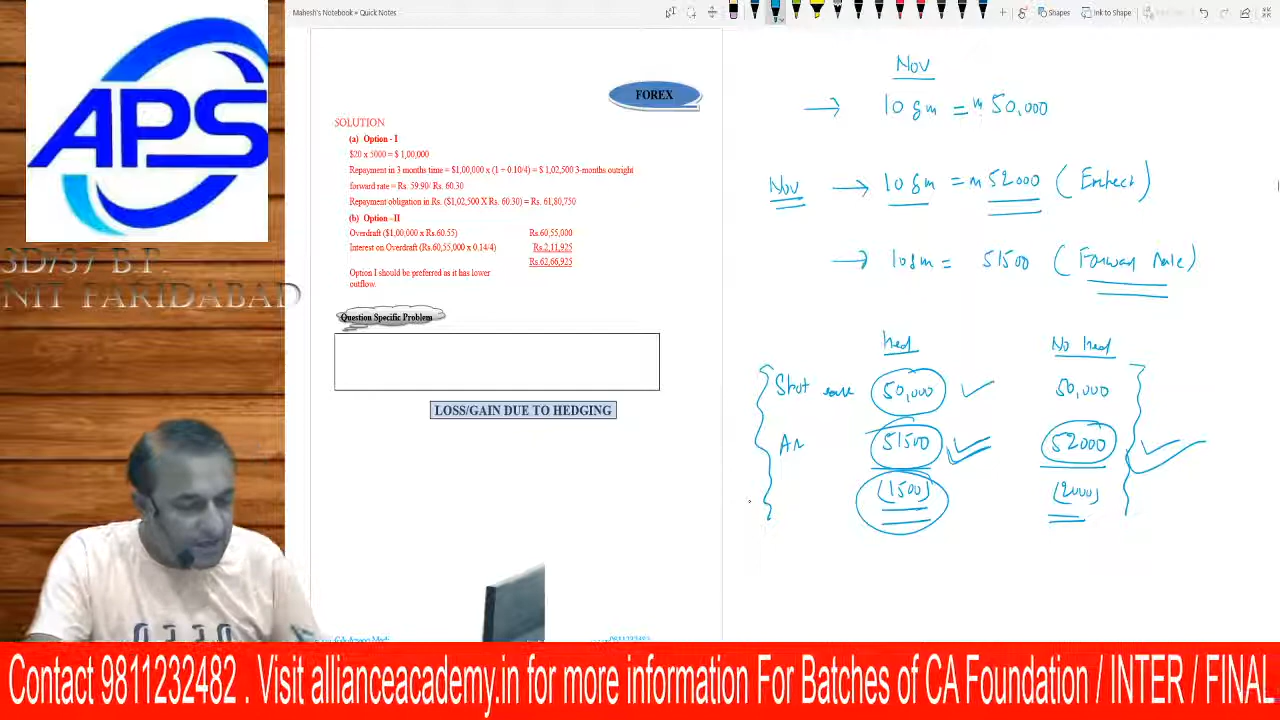 Mahesh's Notebook » Quick Notes
Shapes
Ink to Shape
APS
3D/37 B.P.
NIT FARIDABAD
FOREX
SOLUTION
(a) Option - I
$20 x 5000 = $ 1,00,000
Repayment in 3 months time = $1,00,000 x (1 + 0.10/4) = $ 1,02,500 3-months outright
forward rate = Rs. 59.90/ Rs. 60.30
Repayment obligation in Rs. ($1,02,500 X Rs. 60.30) = Rs. 61,80,750
(b) Option -II
Overdraft ($1,00,000 x Rs.60.55) Rs.60,55,000
Interest on Overdraft (Rs.60,55,000 x 0.14/4) Rs.2,11,925
Rs.62,66,925
Option I should be preferred as it has lower
outflow.
Question Specific Problem
LOSS/GAIN DUE TO HEDGING
Nov
→ 10 gm = 50,000
Nov → 10 gm = 52000
→ 10gm = 51500 (Forward Rate)
hed No hed
Spot 50,000 50,000
51500 52000
(1500) (2000)
Contact 9811232482 . Visit allianceacademy.in for more information For Batches of CA Foundation / INTER / FINAL